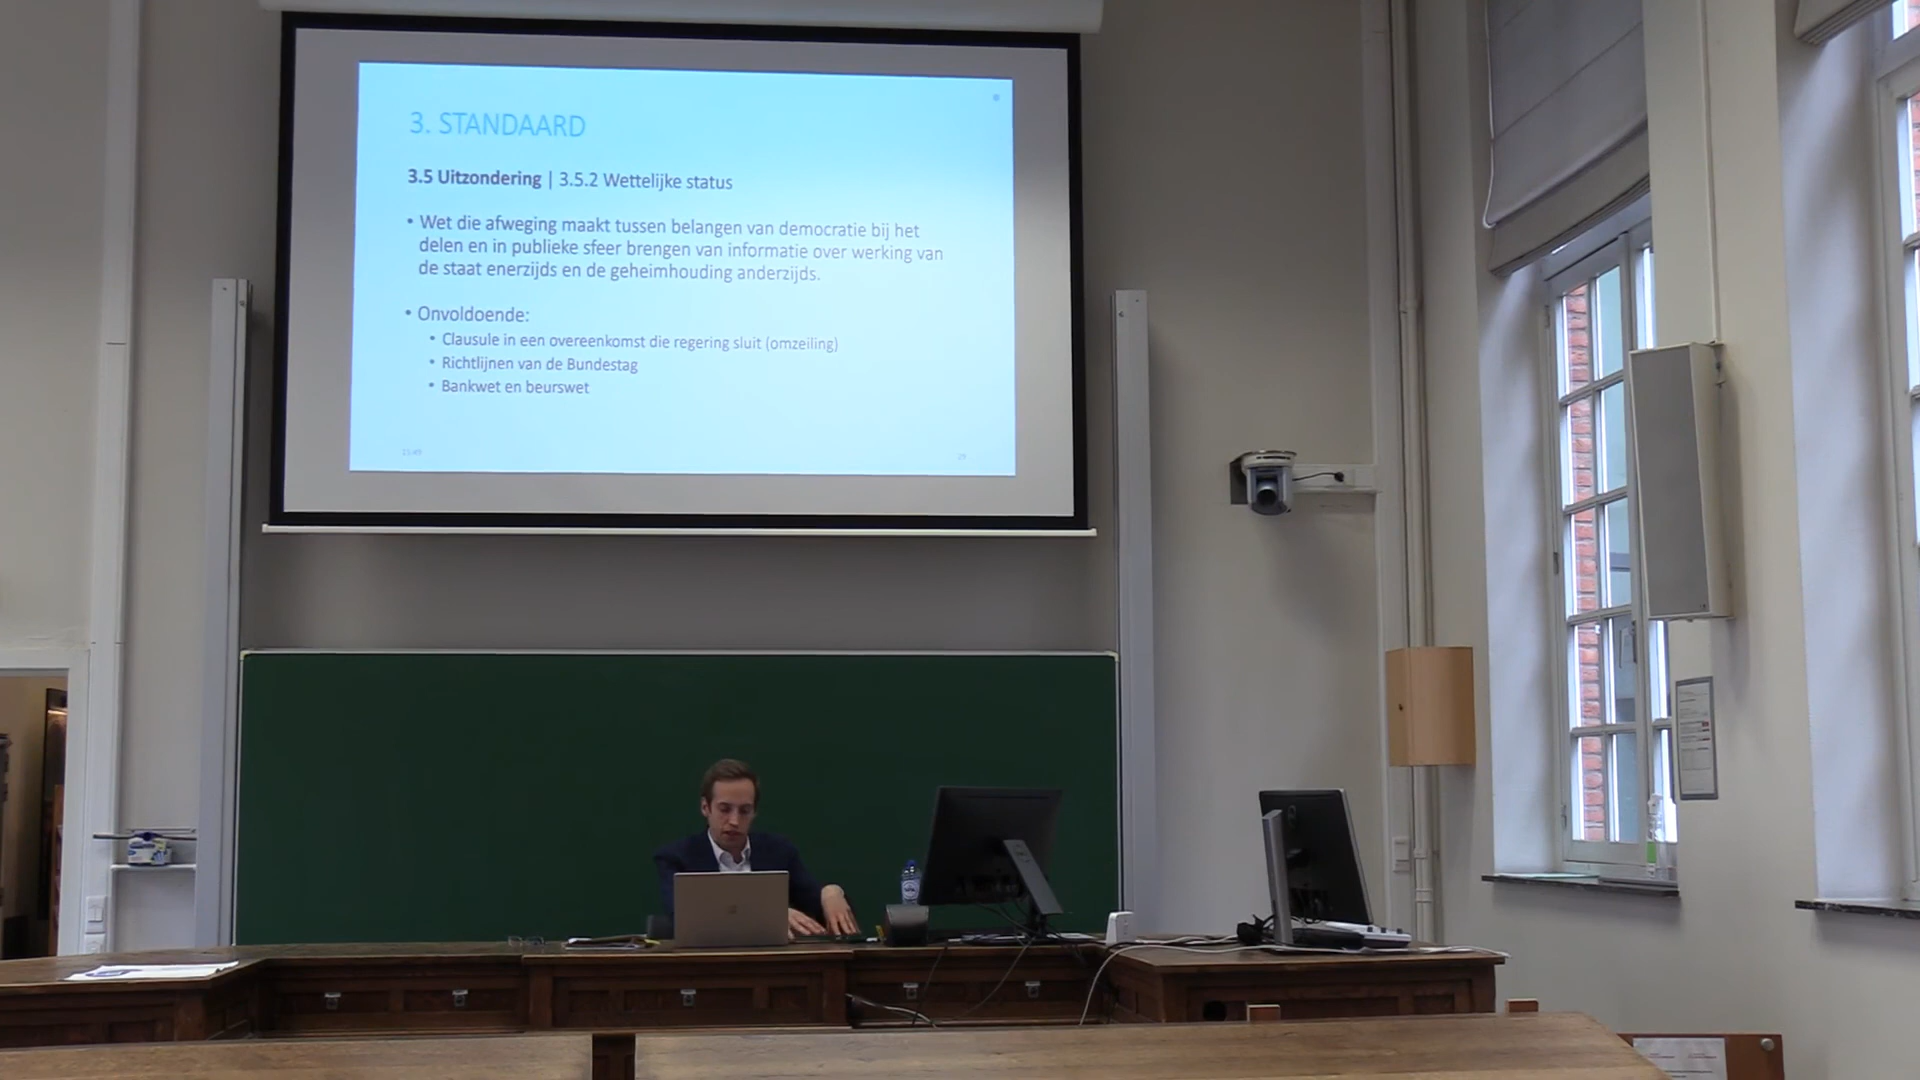 3. STANDAARD
3.5 Uitzondering | 3.5.2 Wettelijke status
• Wet die afweging maakt tussen belangen van democratie bij het
delen en in publieke sfeer brengen van informatie over werking van
de staat enerzijds en de geheimhouding anderzijds.
• Onvoldoende:
• Clausule in een overeenkomst die regering sluit (omzeiling)
• Richtlijnen van de Bundestag
• Bankwet en beurswet